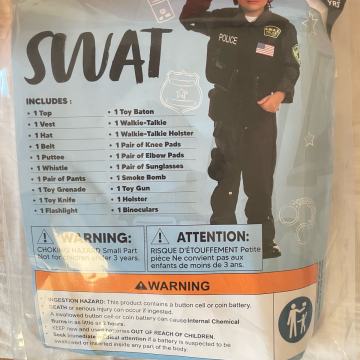 YRS
SWAT
POLICE
INCLUDES :
• 1 Top
• 1 Vest
• 1 Hat
• 1 Belt
• 1 Puttee
• 1 Whistle
• 1 Pair of Pants
• 1 Toy Grenade
• 1 Toy Knife
• 1 Flashlight
• 1 Toy Baton
• 1 Walkie-Talkie
• 1 Walkie-Talkie Holster
• 1 Pair of Knee Pads
• 1 Pair of Elbow Pads
• 1 Pair of Sunglasses
• 1 Smoke Bomb
• 1 Toy Gun
• 1 Holster
• 1 Binoculars
WARNING:
CHOKING HAZARD Small Part
Not for children under 3 years.
ATTENTION:
RISQUE D'ÉTOUFFEMENT Petite
pièce Ne convient pas aux
enfants de moins de 3 ans.
WARNING
• INGESTION HAZARD: This product contains a button cell or coin battery.
• DEATH or serious injury can occur if ingested.
• A swallowed button cell or coin battery can cause Internal Chemical
Burns in as little as 2 hours.
• KEEP new and used batteries OUT OF REACH OF CHILDREN.
• Seek immediate medical attention if a battery is suspected to be
swallowed or inserted inside any part of the body.